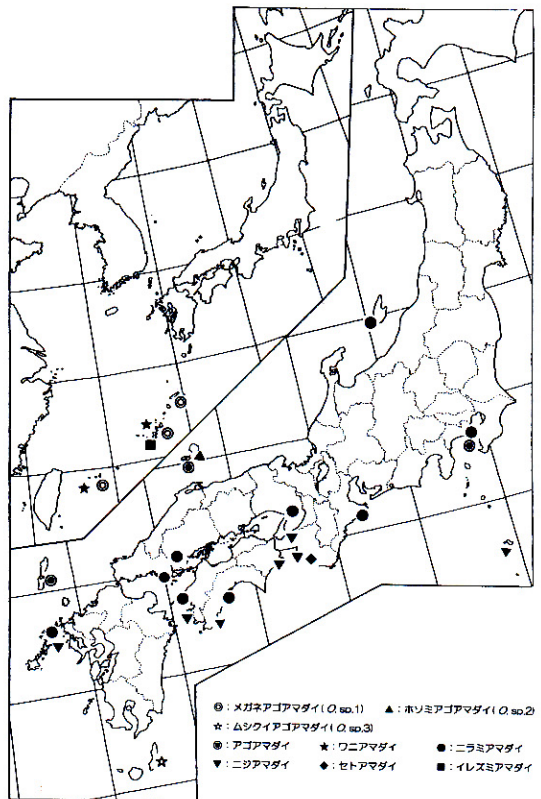 ◎：メガネアゴアマダイ(O. sp.1) ▲：ホソミアゴアマダイ(O. sp.2)
☆：ムシクイアゴアマダイ(O. sp.3)
◉：アゴアマダイ ★：ワニアマダイ ●：ニラミアマダイ
▼：ニジアマダイ ◆：セトアマダイ ■：イレズミアマダイ